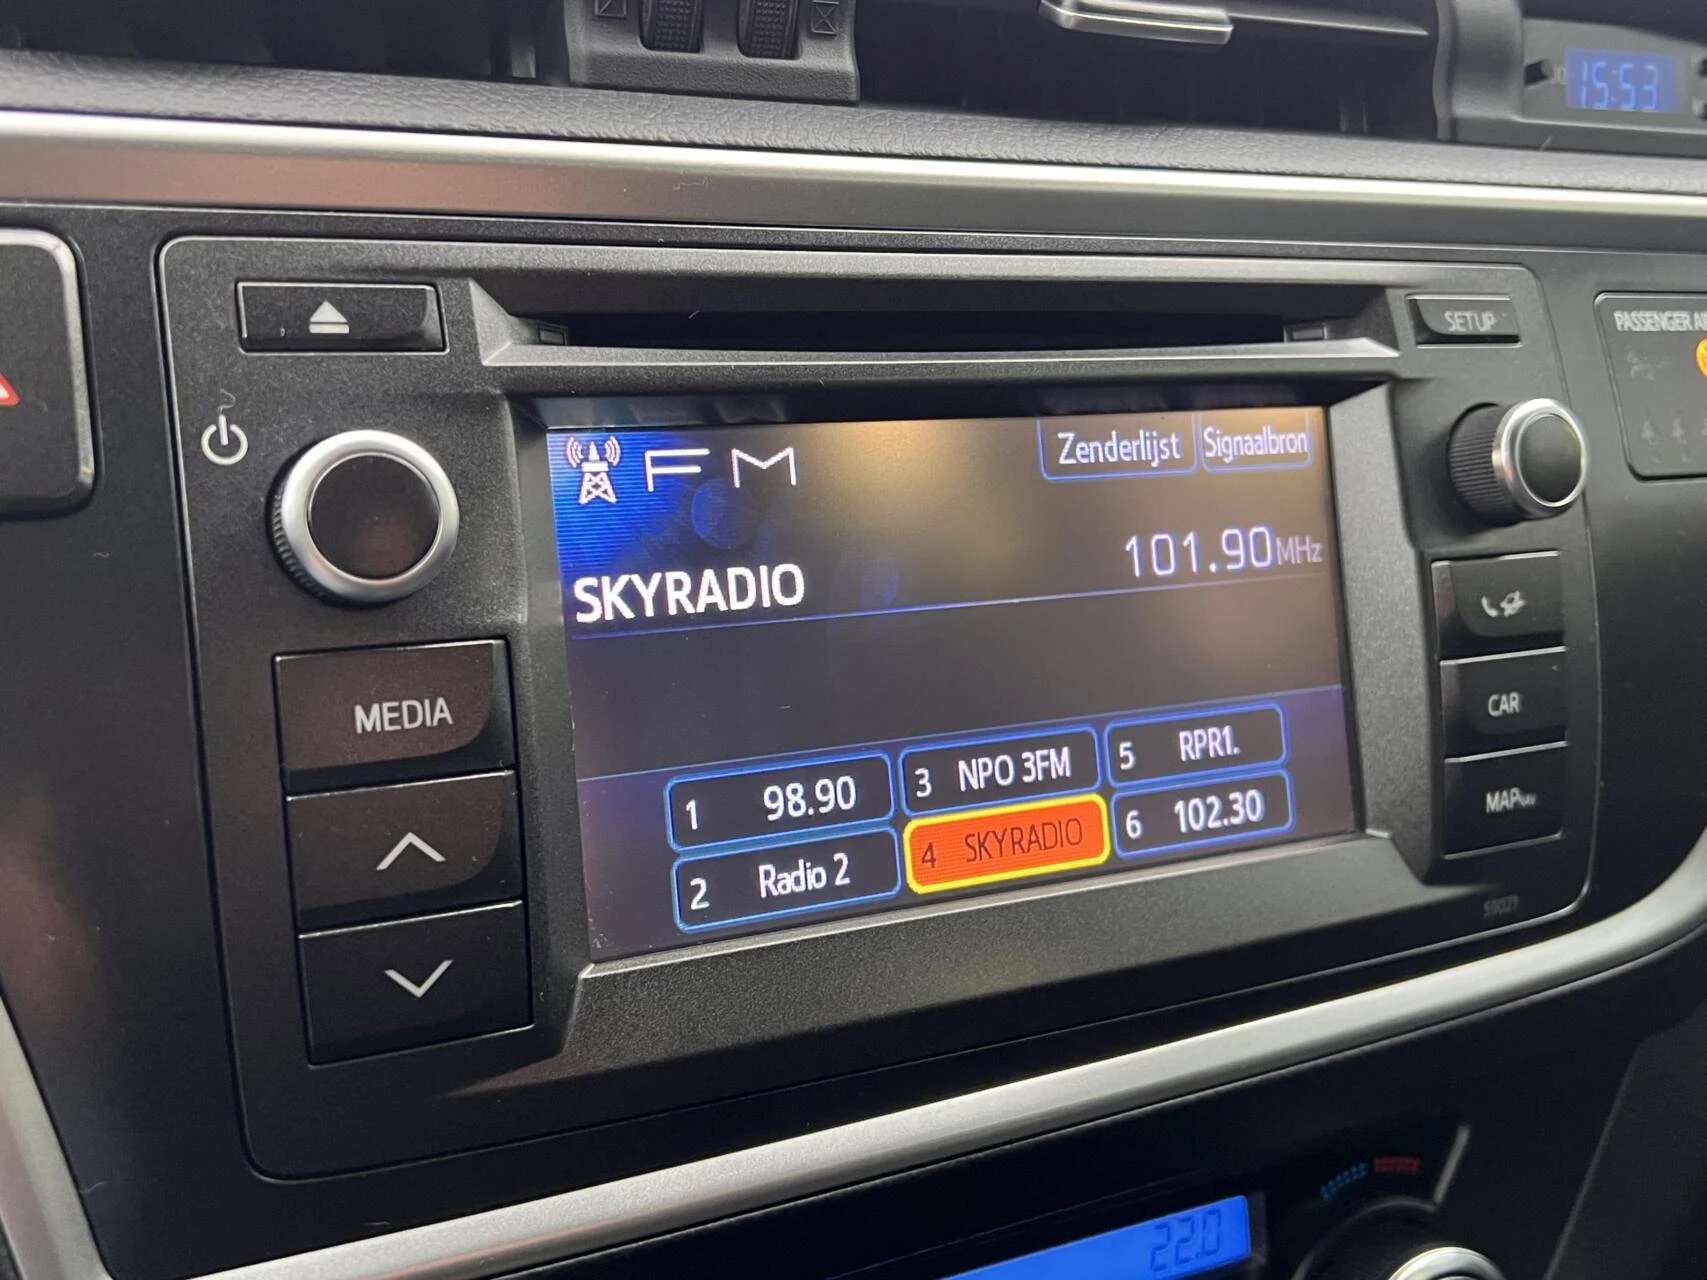 15:53
SETUP
PASSENGER
FM
Zenderlijst
Signaalbron
101.90MHz
SKYRADIO
MEDIA
CAR
MAP NAV
1 98.90
3 NPO 3FM
5 RPR1.
2 Radio 2
4 SKYRADIO
6 102.30
22.0